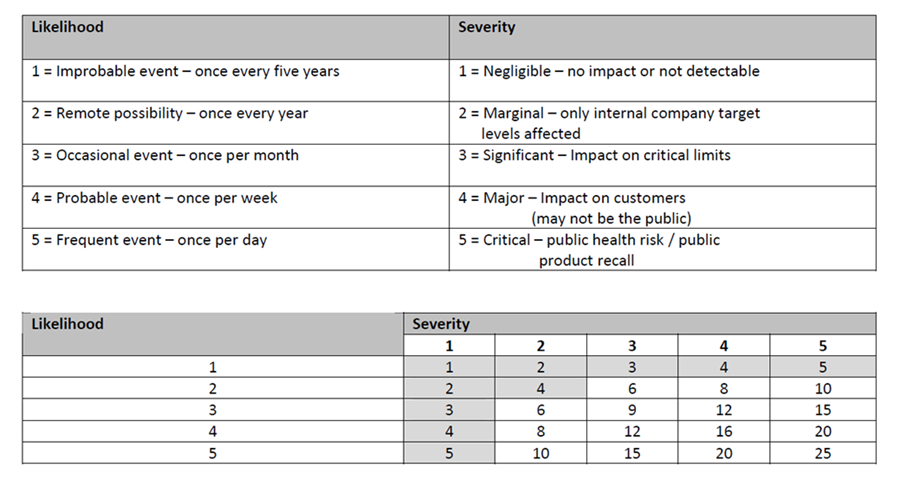 Likelihood Severity
1 = Improbable event – once every five years 1 = Negligible – no impact or not detectable
2 = Remote possibility – once every year 2 = Marginal – only internal company target
levels affected
3 = Occasional event – once per month 3 = Significant – Impact on critical limits
4 = Probable event – once per week 4 = Major – Impact on customers
(may not be the public)
5 = Frequent event – once per day 5 = Critical – public health risk / public
product recall
Likelihood Severity
1 2 3 4 5
1 1 2 3 4 5
2 2 4 6 8 10
3 3 6 9 12 15
4 4 8 12 16 20
5 5 10 15 20 25